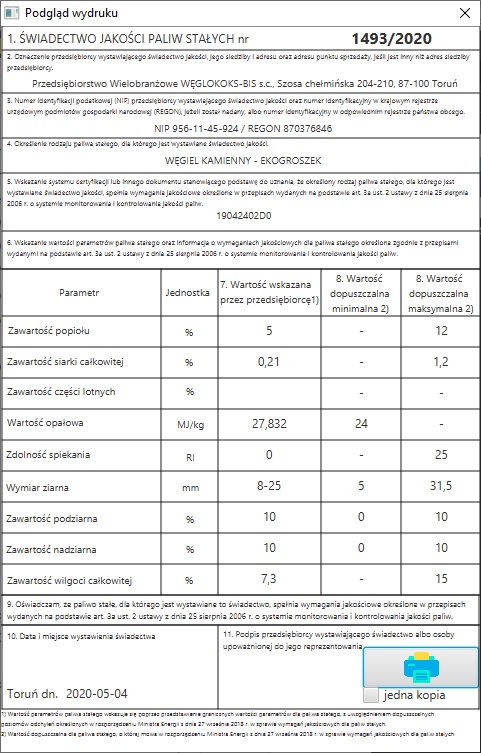 Podgląd wydruku
1. ŚWIADECTWO JAKOŚCI PALIW STAŁYCH nr 1493/2020
2. Oznaczenie przedsiębiorcy wystawiającego świadectwo jakości, jego siedziby i adresu oraz adresu punktu sprzedaży, jeśli jest inny niż adres siedziby
przedsiębiorcy.
Przedsiębiorstwo Wielobranżowe WĘGLOKOKS-BIS s.c., Szosa chełmińska 204-210, 87-100 Toruń
3. Numer Identyfikacji podatkowej (NIP) przedsiębiorcy wystawiającego świadectwo jakości oraz numer identyfikacyjny w krajowym rejestrze
urzędowym podmiotów gospodarki narodowej (REGON), jeżeli został nadany, albo numer identyfikacyjny w odpowiednim rejestrze państwa obcego.
NIP 956-11-45-924 / REGON 870376846
4. Określenie rodzaju paliwa stałego, dla którego jest wystawiane świadectwo jakości.
WĘGIEL KAMIENNY - EKOGROSZEK
5. Wskazanie systemu certyfikacji lub innego dokumentu stanowiącego podstawę do uznania, że określony rodzaj paliwa stałego, dla którego jest
wystawiane świadectwo jakości, spełnia wymagania jakościowe określone w przepisach wydanych na podstawie art. 3a ust. 2 ustawy z dnia 25 sierpnia
2006 r. o systemie monitorowania i kontrolowania jakości paliw.
19042402D0
6. Wskazanie wartości parametrów paliwa stałego oraz informacja o wymaganiach jakościowych dla paliwa stałego określona zgodnie z przepisami
wydanymi na podstawie art. 3a ust. 2 ustawy z dnia 25 sierpnia 2006 r. o systemie monitorowania i kontrolowania jakości paliw.
Parametr
Jednostka
7. Wartość wskazana
przez przedsiębiorcę1)
8. Wartość
dopuszczalna
minimalna 2)
8. Wartość
dopuszczalna
maksymalna 2)
Zawartość popiołu % 5 - 12
Zawartość siarki całkowitej % 0,21 - 1,2
Zawartość części lotnych % - -
Wartość opałowa MJ/kg 27,832 24 -
Zdolność spiekania RI 0 - 25
Wymiar ziarna mm 8-25 5 31,5
Zawartość podziarna % 10 0 10
Zawartość nadziarna % 10 0 10
Zawartość wilgoci całkowitej % 7,3 - 15
9. Oświadczam, że paliwo stałe, dla którego jest wystawiane to świadectwo, spełnia wymagania jakościowe określone w przepisach
wydanych na podstawie art. 3a ust. 2 ustawy z dnia 25 sierpnia 2006 r. o systemie monitorowania i kontrolowania jakości paliw.
10. Data i miejsce wystawienia świadectwa
Toruń dn. 2020-05-04
11. Podpis przedsiębiorcy wystawiającego świadectwo albo osoby
upoważnionej do jego reprezentowania
jedna kopia
1) Wartość parametrów paliwa stałego wskazuje się poprzez przedstawienie granicznych wartości parametrów dla paliwa stałego, z uwzględnieniem dopuszczalnych
poziomów odchyleń określonych w rozporządzeniu Ministra Energii z dnia 27 września 2018 r. w sprawie wymagań jakościowych dla paliw stałych.
2) Wartość dopuszczalna dla paliwa stałego, o której mowa w rozporządzeniu Ministra Energii z dnia 27 września 2018 r. w sprawie wymagań jakościowych dla paliw stałych